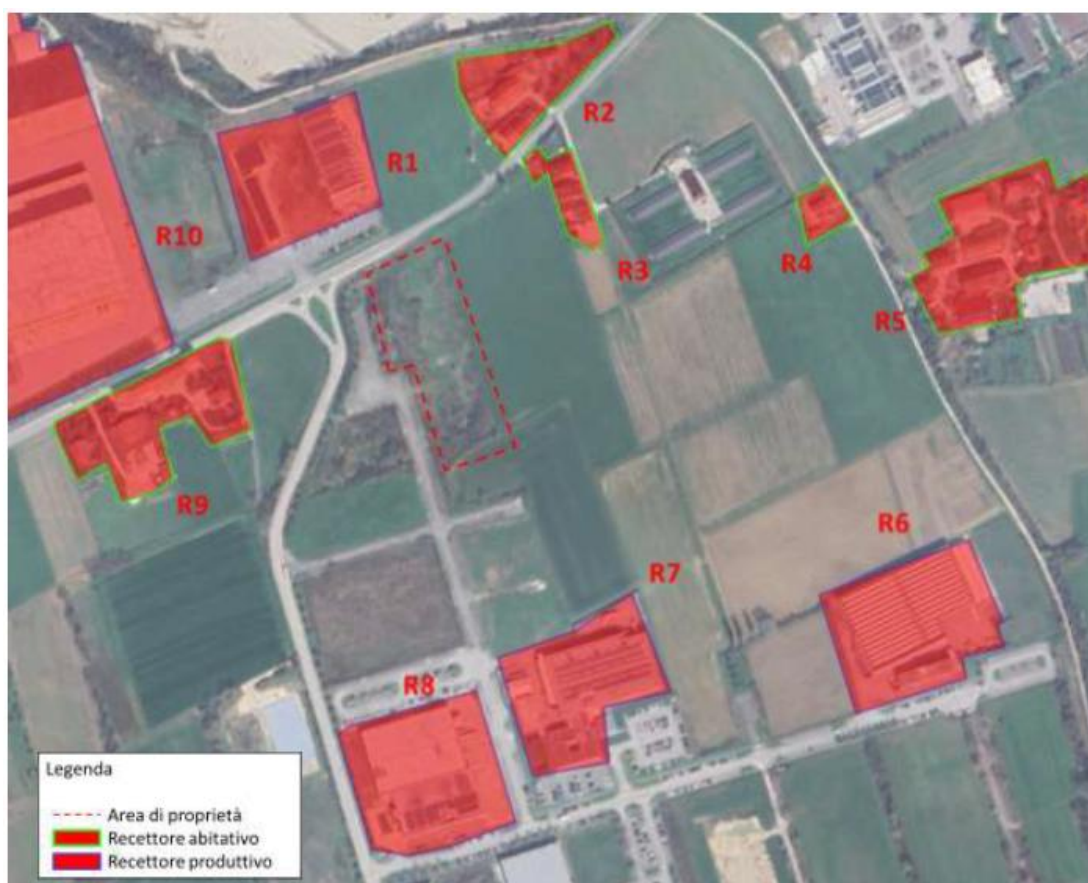 R2
R1
R10
R3
R4
R5
R9
R6
R7
R8
Legenda
Area di proprietà
Recettore abitativo
Recettore produttivo